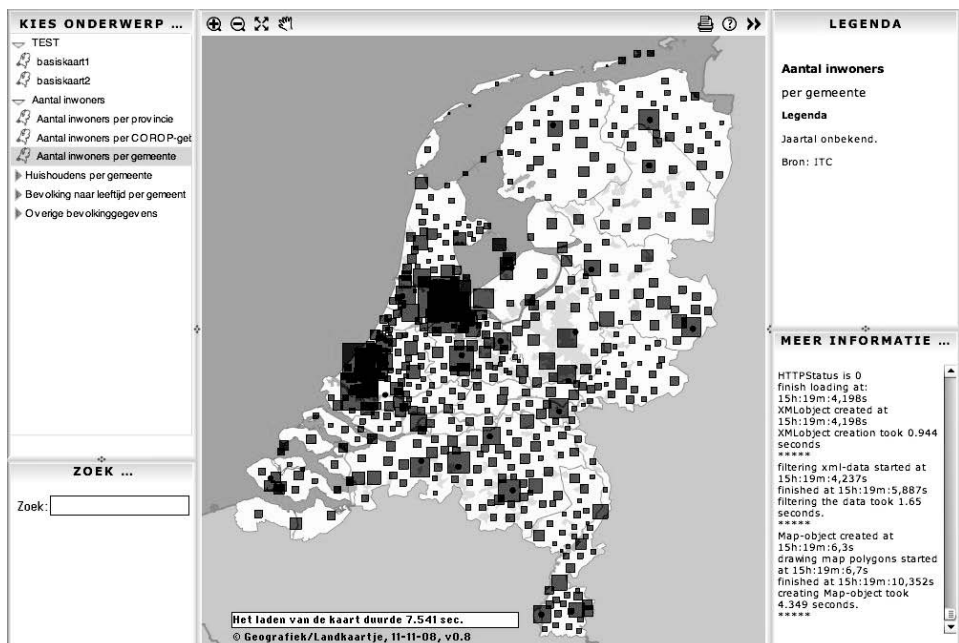 KIES ONDERWERP ...
TEST
basiskaart1
basiskaart2
Aantal inwoners
Aantal inwoners per provincie
Aantal inwoners per COROP-get
Aantal inwoners per gemeente
Huishoudens per gemeente
Bevolking naar leeftijd per gemeent
Overige bevolkinggegevens
ZOEK ...
Zoek:
Het laden van de kaart duurde 7.541 sec.
© Geografiek/Landkaartje, 11-11-08, v0.8
LEGENDA
Aantal inwoners
per gemeente
Legenda
Jaartal onbekend.
Bron: ITC
MEER INFORMATIE ...
HTTPStatus is 0
finish loading at:
15h:19m:4,198s
XMLobject created at
15h:19m:4,198s
XMLobject creation took 0.944
seconds
*****
filtering xml-data started at
15h:19m:4,237s
finished at 15h:19m:5,887s
filtering the data took 1.65
seconds.
*****
Map-object created at
15h:19m:6,3s
drawing map polygons started
at 15h:19m:6,7s
finished at 15h:19m:10,352s
creating Map-object took
4.349 seconds.
*****